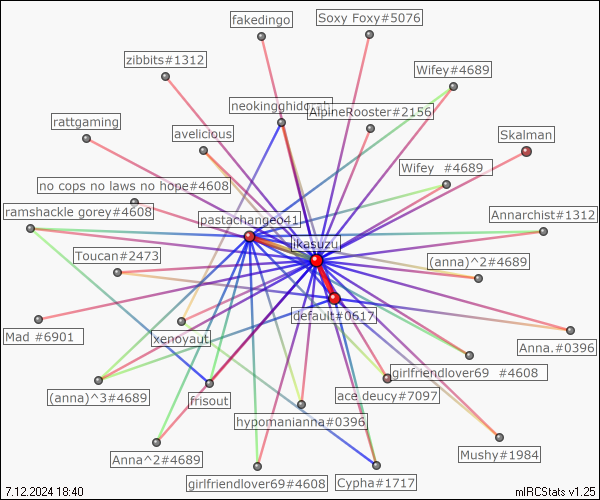 fakedingo
Soxy Foxy#5076
zibbits#1312
Wifey#4689
neokingghidorah
AlpineRooster#2156
rattgaming
avelicious
Skalman
Wifey #4689
no cops no laws no hope#4608
ramshackle gorey#4608
pastachangeo41
Annarchist#1312
jkasuzu
Toucan#2473
(anna)^2#4689
default#0617
Mad #6901
xenoyaut
Anna.#0396
girlfriendlover69 #4608
(anna)^3#4689
frisout
ace deucy#7097
hypomanianna#0396
Anna^2#4689
Mushy#1984
girlfriendlover69#4608
Cypha#1717
7.12.2024 18:40
mIRCStats v1.25